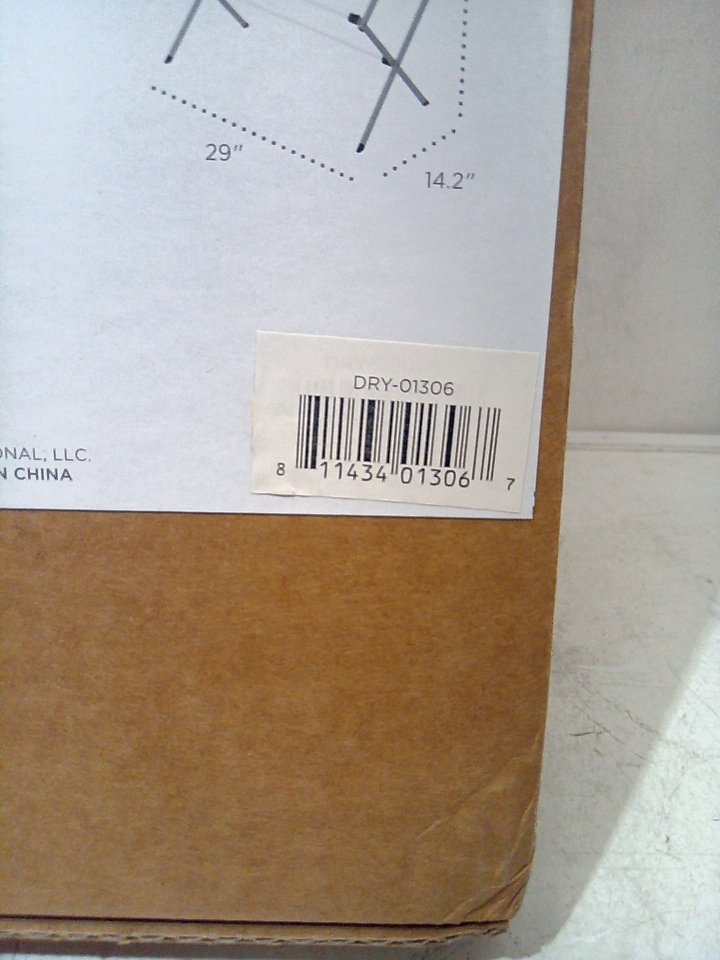 29"
14.2"
DRY-01306
8 11434 01306 7
ONAL, LLC.
N CHINA